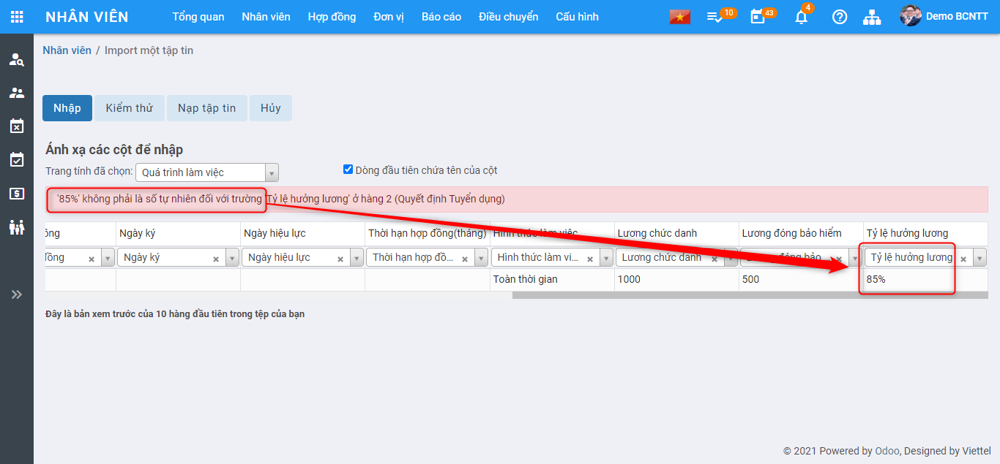 NHÂN VIÊN Tổng quan Nhân viên Hợp đồng Đơn vị Báo cáo Điều chuyển Cấu hình 10 43 4 Demo BCNTT
Nhân viên / Import một tập tin
Nhập Kiểm thử Nạp tập tin Hủy
Ánh xạ các cột để nhập
Trang tính đã chọn: Quá trình làm việc Dòng đầu tiên chứa tên của cột
'85%' không phải là số tự nhiên đối với trường 'Tỷ lệ hưởng lương' ở hàng 2 (Quyết định Tuyển dụng)
Ngày ký Ngày hiệu lực Thời hạn hợp đồng(tháng) Hình thức làm việc Lương chức danh Lương đóng bảo hiểm Tỷ lệ hưởng lương
đồng Ngày ký Ngày hiệu lực Thời hạn hợp đồ... Hình thức làm vi... Lương chức danh Lương đóng bảo ... Tỷ lệ hưởng lương
Toàn thời gian 1000 500 85%
Đây là bản xem trước của 10 hàng đầu tiên trong tệp của bạn
© 2021 Powered by Odoo, Designed by Viettel